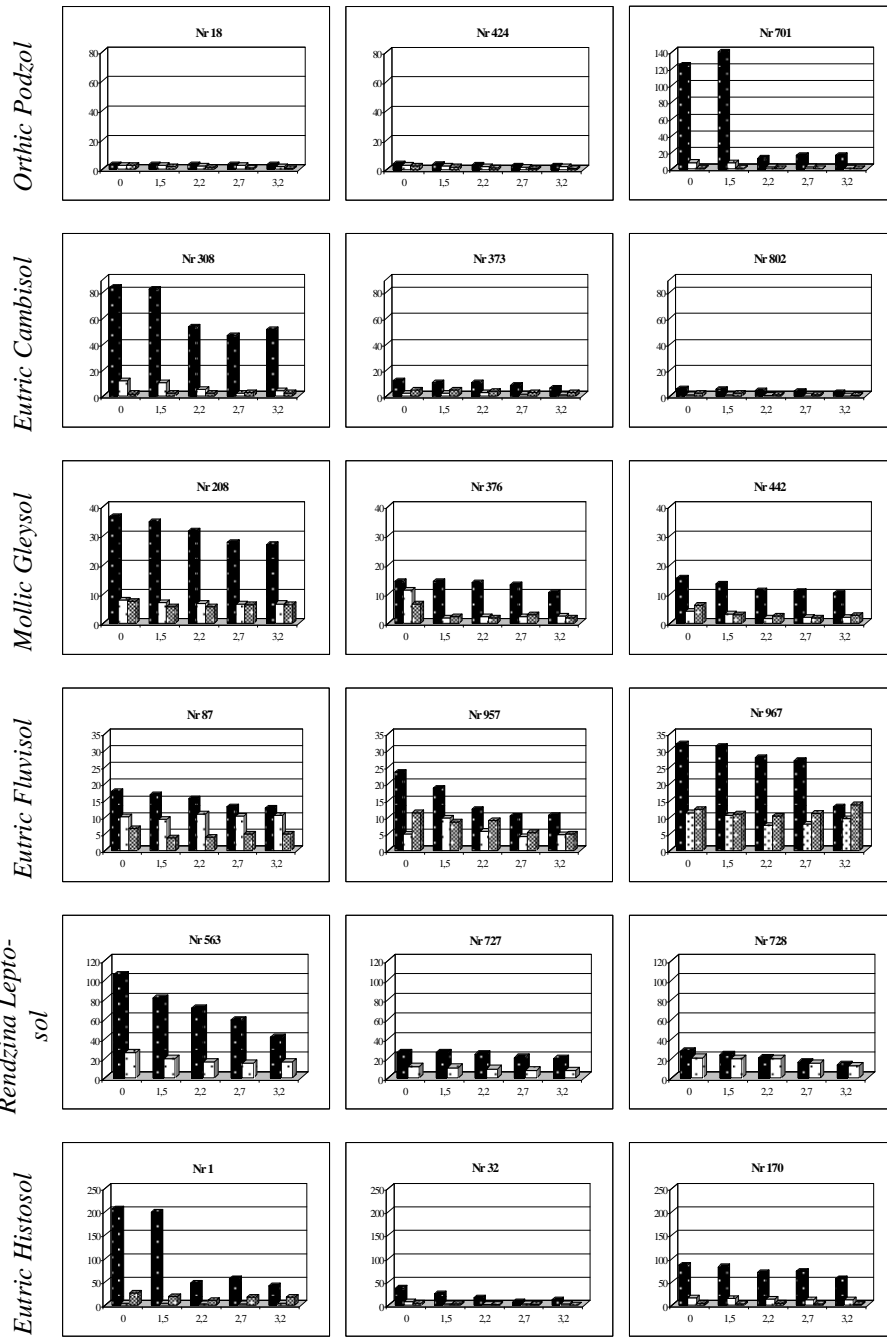 Orthic Podzol
Nr 18
80
60
40
20
0
0 1,5 2,2 2,7 3,2
Nr 424
80
60
40
20
0
0 1,5 2,2 2,7 3,2
Nr 701
140
120
100
80
60
40
20
0
0 1,5 2,2 2,7 3,2
Eutric Cambisol
Nr 308
80
60
40
20
0
0 1,5 2,2 2,7 3,2
Nr 373
80
60
40
20
0
0 1,5 2,2 2,7 3,2
Nr 802
80
60
40
20
0
0 1,5 2,2 2,7 3,2
Mollic Gleysol
Nr 208
40
30
20
10
0
0 1,5 2,2 2,7 3,2
Nr 376
40
30
20
10
0
0 1,5 2,2 2,7 3,2
Nr 442
40
30
20
10
0
0 1,5 2,2 2,7 3,2
Eutric Fluvisol
Nr 87
35
30
25
20
15
10
5
0
0 1,5 2,2 2,7 3,2
Nr 957
35
30
25
20
15
10
5
0
0 1,5 2,2 2,7 3,2
Nr 967
35
30
25
20
15
10
5
0
0 1,5 2,2 2,7 3,2
Rendzina Lepto-
sol
Nr 563
120
100
80
60
40
20
0
0 1,5 2,2 2,7 3,2
Nr 727
120
100
80
60
40
20
0
0 1,5 2,2 2,7 3,2
Nr 728
120
100
80
60
40
20
0
0 1,5 2,2 2,7 3,2
Eutric Histosol
Nr 1
250
200
150
100
50
0
0 1,5 2,2 2,7 3,2
Nr 32
250
200
150
100
50
0
0 1,5 2,2 2,7 3,2
Nr 170
250
200
150
100
50
0
0 1,5 2,2 2,7 3,2